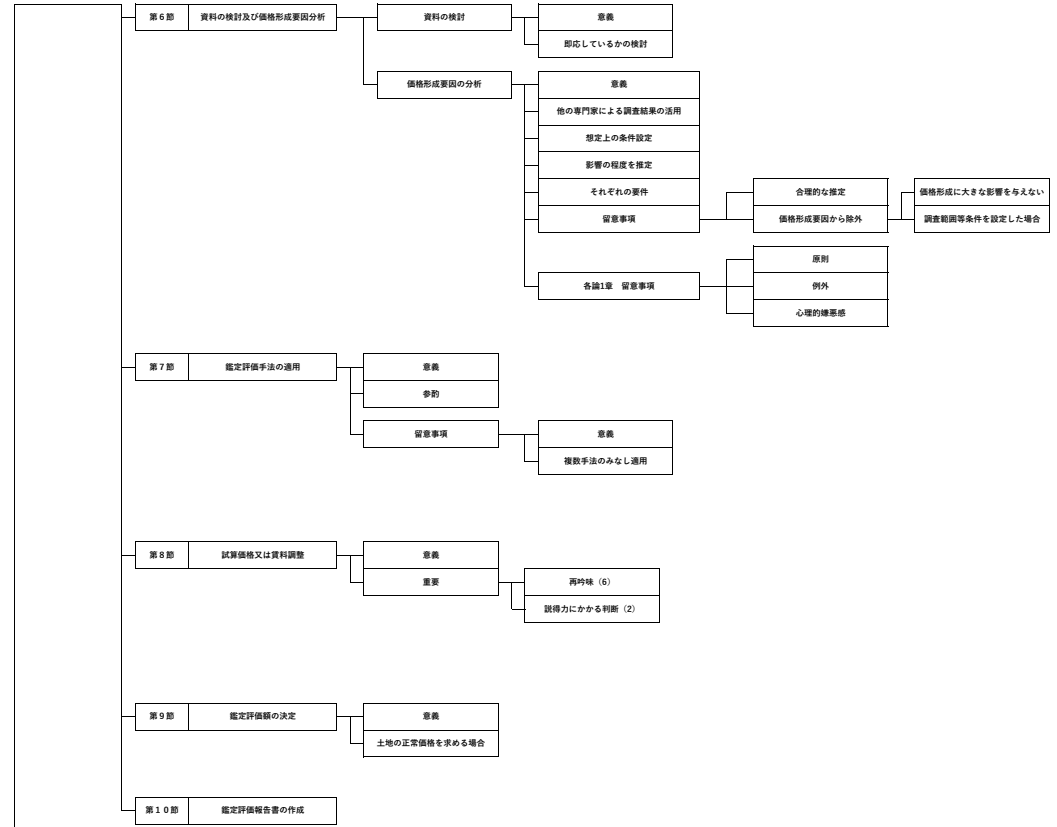 第6節 資料の検討及び価格形成要因分析 資料の検討 意義
即応しているかの検討
価格形成要因の分析 意義
他の専門家による調査結果の活用
想定上の条件設定
影響の程度を推定
それぞれの要件 合理的な推定 価格形成に大きな影響を与えない
留意事項 価格形成要因から除外 調査範囲等条件を設定した場合
原則
各論1章 留意事項 例外
心理的嫌悪感
第7節 鑑定評価手法の適用 意義
参酌
留意事項 意義
複数手法のみなし適用
第8節 試算価格又は賃料調整 意義
重要 再吟味（6）
説得力にかかる判断（2）
第9節 鑑定評価額の決定 意義
土地の正常価格を求める場合
第10節 鑑定評価報告書の作成